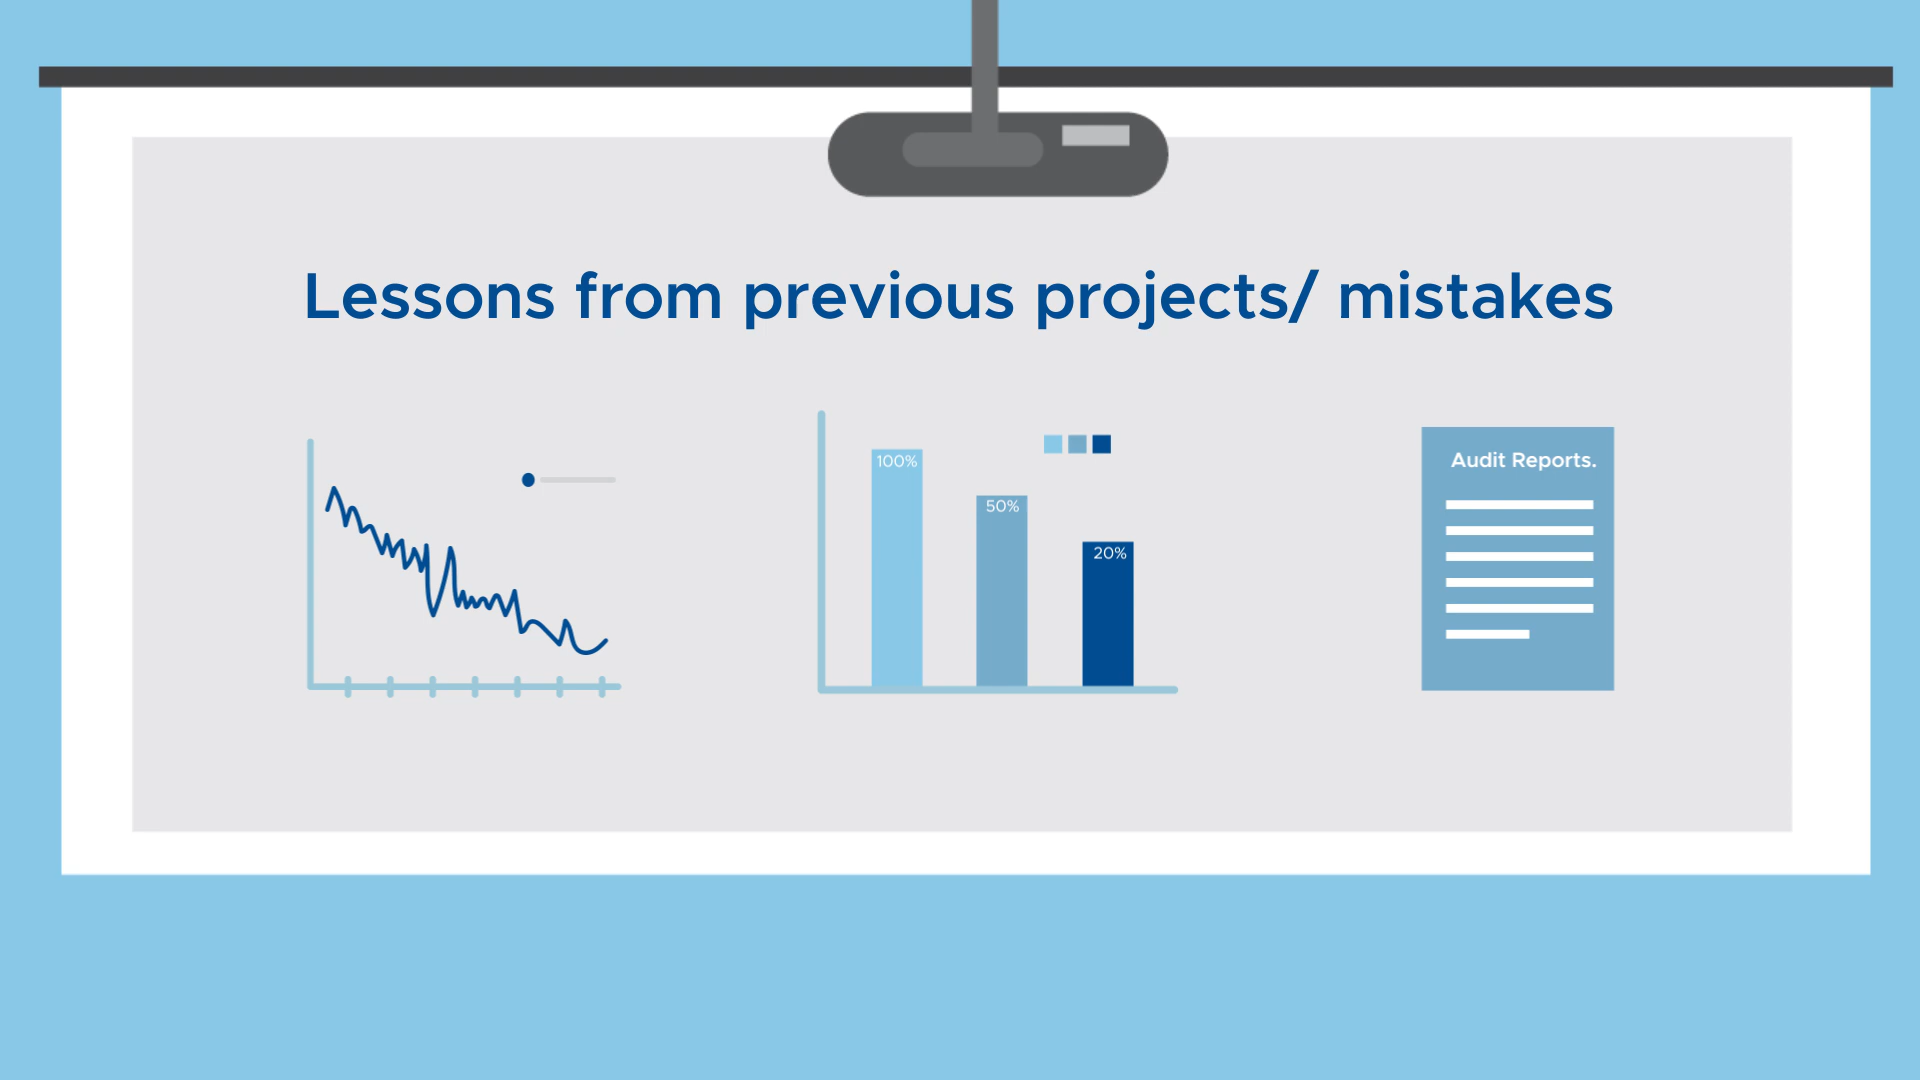 Lessons from previous projects/ mistakes
100%
50%
20%
Audit Reports.